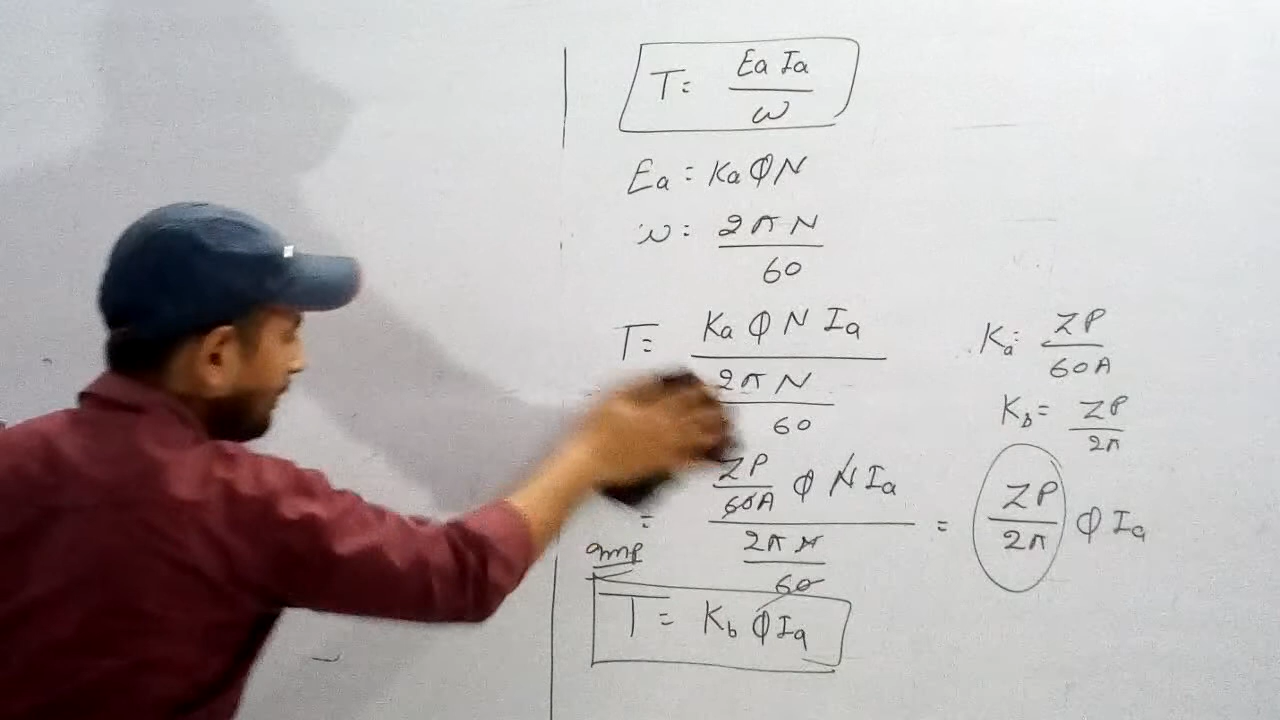 T = Ea Ia / ω
Ea = Ka Φ N
ω = 2π N / 60
T = Ka Φ N Ia / (2π N / 60)
Ka = ZP / 60A
Kb = ZP / 2π
= (ZP / 60A) Φ N Ia / (2π N / 60) = ZP / 2π Φ Ia
amp
T = Kb Φ Ia